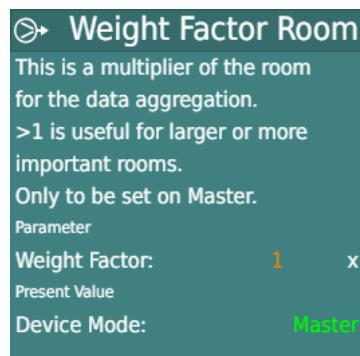 Weight Factor Room
This is a multiplier of the room
for the data aggregation.
>1 is useful for larger or more
important rooms.
Only to be set on Master.
Parameter
Weight Factor: 1 x
Present Value
Device Mode: Master